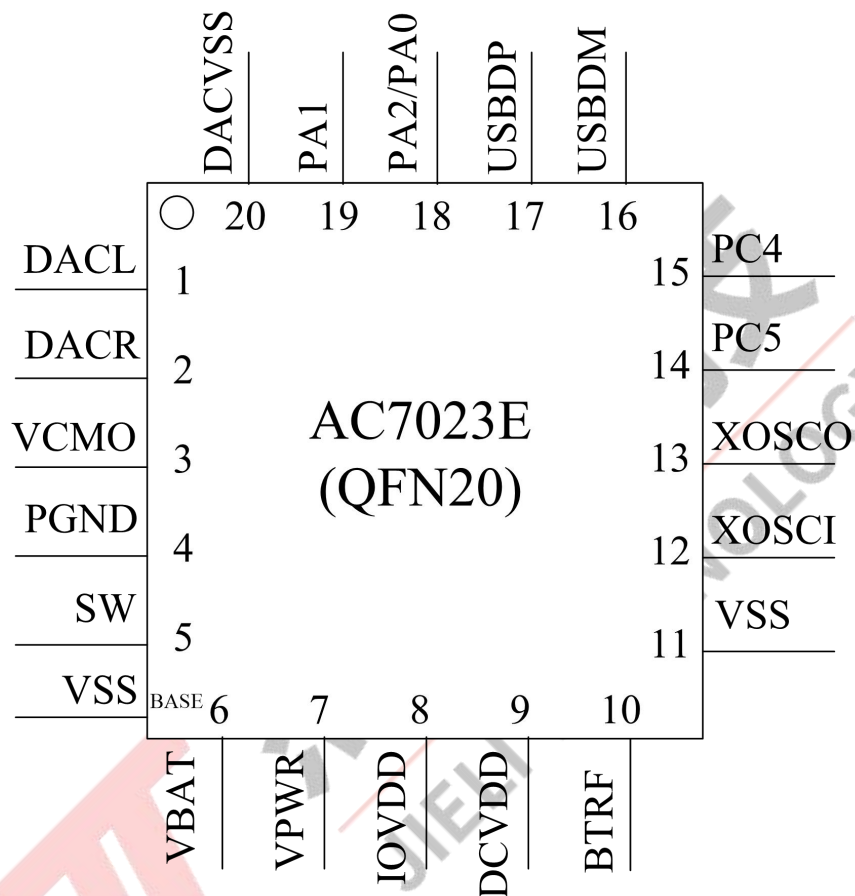 DACVSS
PA1
PA2/PA0
USBDP
USBDM
20
19
18
17
16
DACL
1
DACR
2
VCMO
3
PGND
4
SW
5
VSS
BASE
AC7023E
(QFN20)
15
PC4
14
PC5
13
XOSCO
12
XOSCI
11
VSS
6
7
8
9
10
VBAT
VPWR
IOVDD
DCVDD
BTRF
JIELI